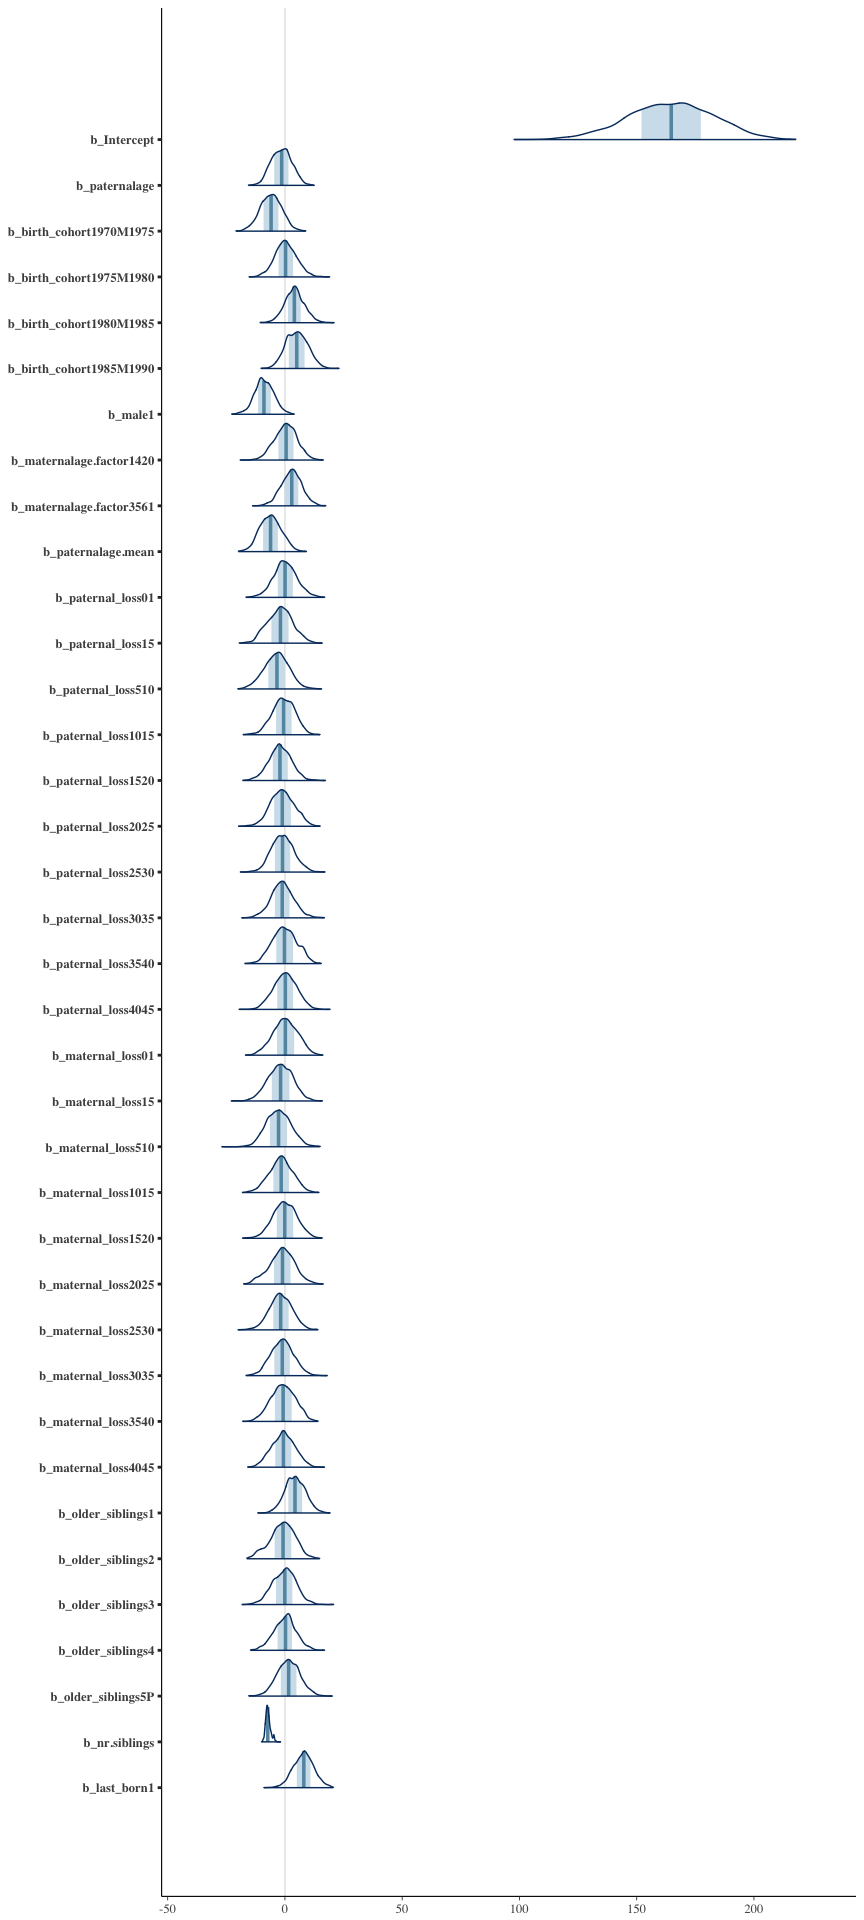 b_Intercept
b_paternalage
b_birth_cohort1970M1975
b_birth_cohort1975M1980
b_birth_cohort1980M1985
b_birth_cohort1985M1990
b_male1
b_maternalage.factor1420
b_maternalage.factor3561
b_paternalage.mean
b_paternal_loss01
b_paternal_loss15
b_paternal_loss510
b_paternal_loss1015
b_paternal_loss1520
b_paternal_loss2025
b_paternal_loss2530
b_paternal_loss3035
b_paternal_loss3540
b_paternal_loss4045
b_maternal_loss01
b_maternal_loss15
b_maternal_loss510
b_maternal_loss1015
b_maternal_loss1520
b_maternal_loss2025
b_maternal_loss2530
b_maternal_loss3035
b_maternal_loss3540
b_maternal_loss4045
b_older_siblings1
b_older_siblings2
b_older_siblings3
b_older_siblings4
b_older_siblings5P
b_nr.siblings
b_last_born1
-50 0 50 100 150 200